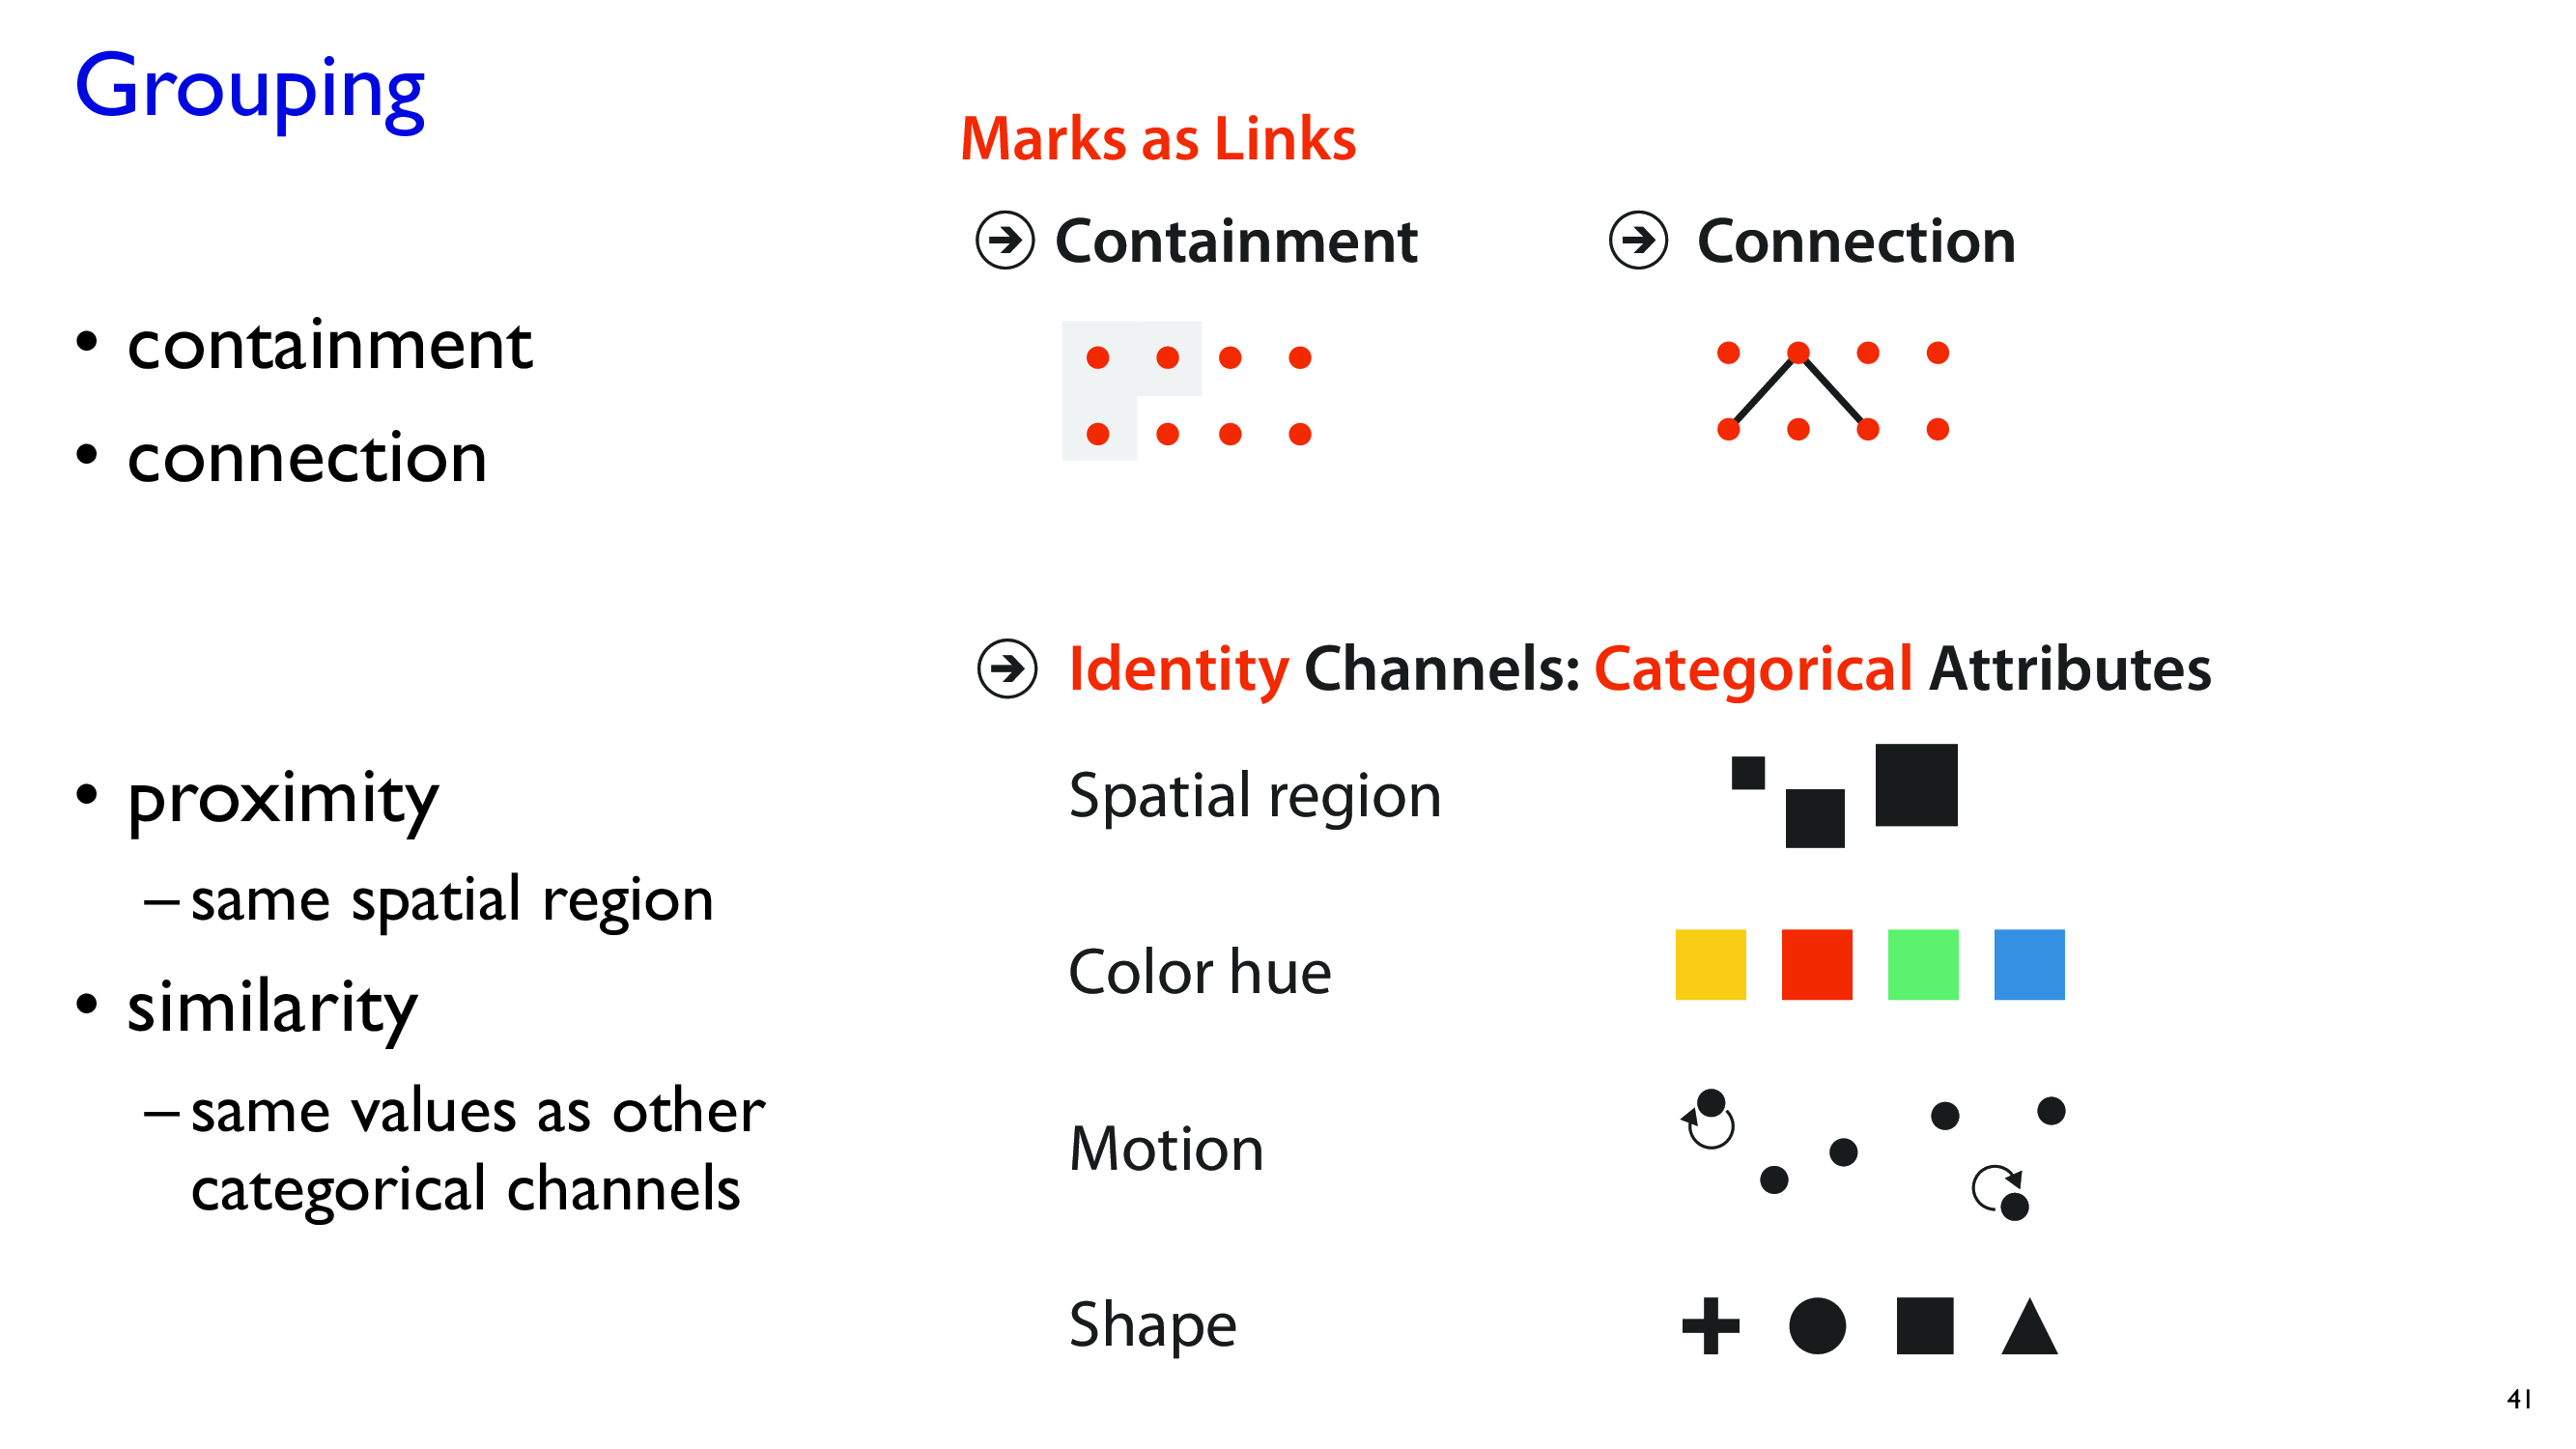 Grouping
• containment
• connection
• proximity
– same spatial region
• similarity
– same values as other
categorical channels
Marks as Links
Containment
Connection
Identity Channels: Categorical Attributes
Spatial region
Color hue
Motion
Shape
41